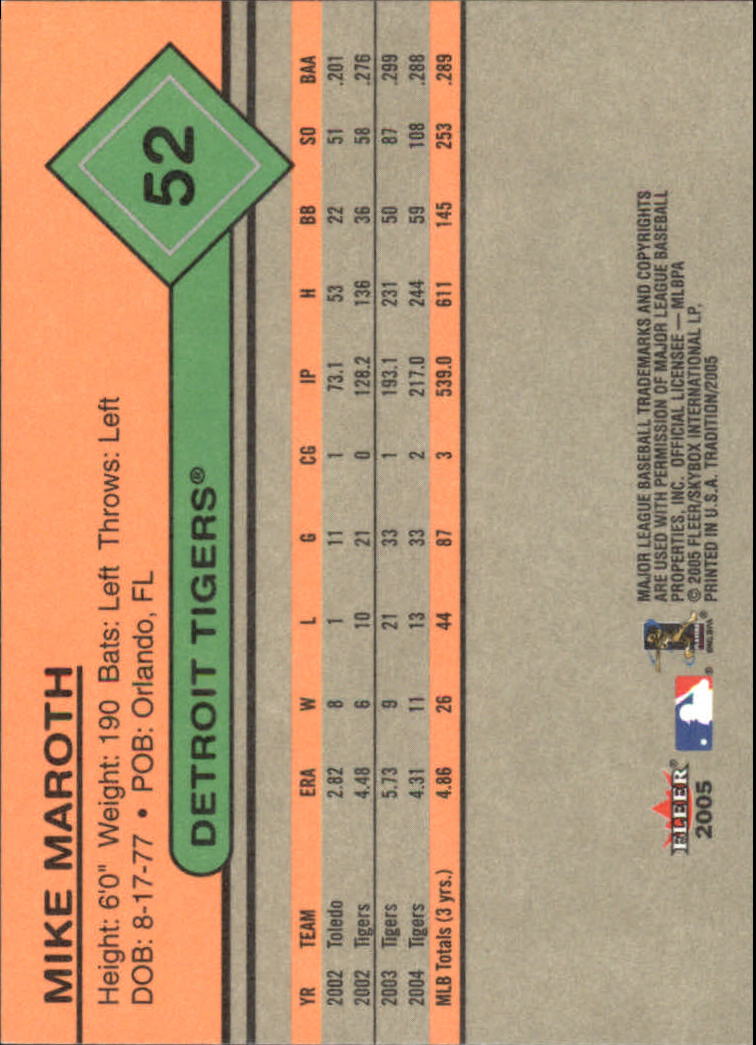 MIKE MAROTH
Height: 6'0" Weight: 190 Bats: Left Throws: Left
DOB: 8-17-77 • POB: Orlando, FL
DETROIT TIGERS®
52
YR TEAM ERA W L G CG IP H BB SO BAA
2002 Toledo 2.82 8 1 11 1 73.1 53 22 51 .201
2002 Tigers 4.48 6 10 21 0 128.2 136 36 58 .276
2003 Tigers 5.73 9 21 33 1 193.1 231 50 87 .299
2004 Tigers 4.31 11 13 33 2 217.0 244 59 108 .288
MLB Totals (3 yrs.) 4.86 26 44 87 3 539.0 611 145 253 .289
FLEER®
2005
®
®
MAJOR LEAGUE BASEBALL TRADEMARKS AND COPYRIGHTS
ARE USED WITH PERMISSION OF MAJOR LEAGUE BASEBALL
PROPERTIES, INC. OFFICIAL LICENSEE — MLBPA
© 2005 FLEER/SKYBOX INTERNATIONAL LP,
PRINTED IN U.S.A. TRADITION/2005